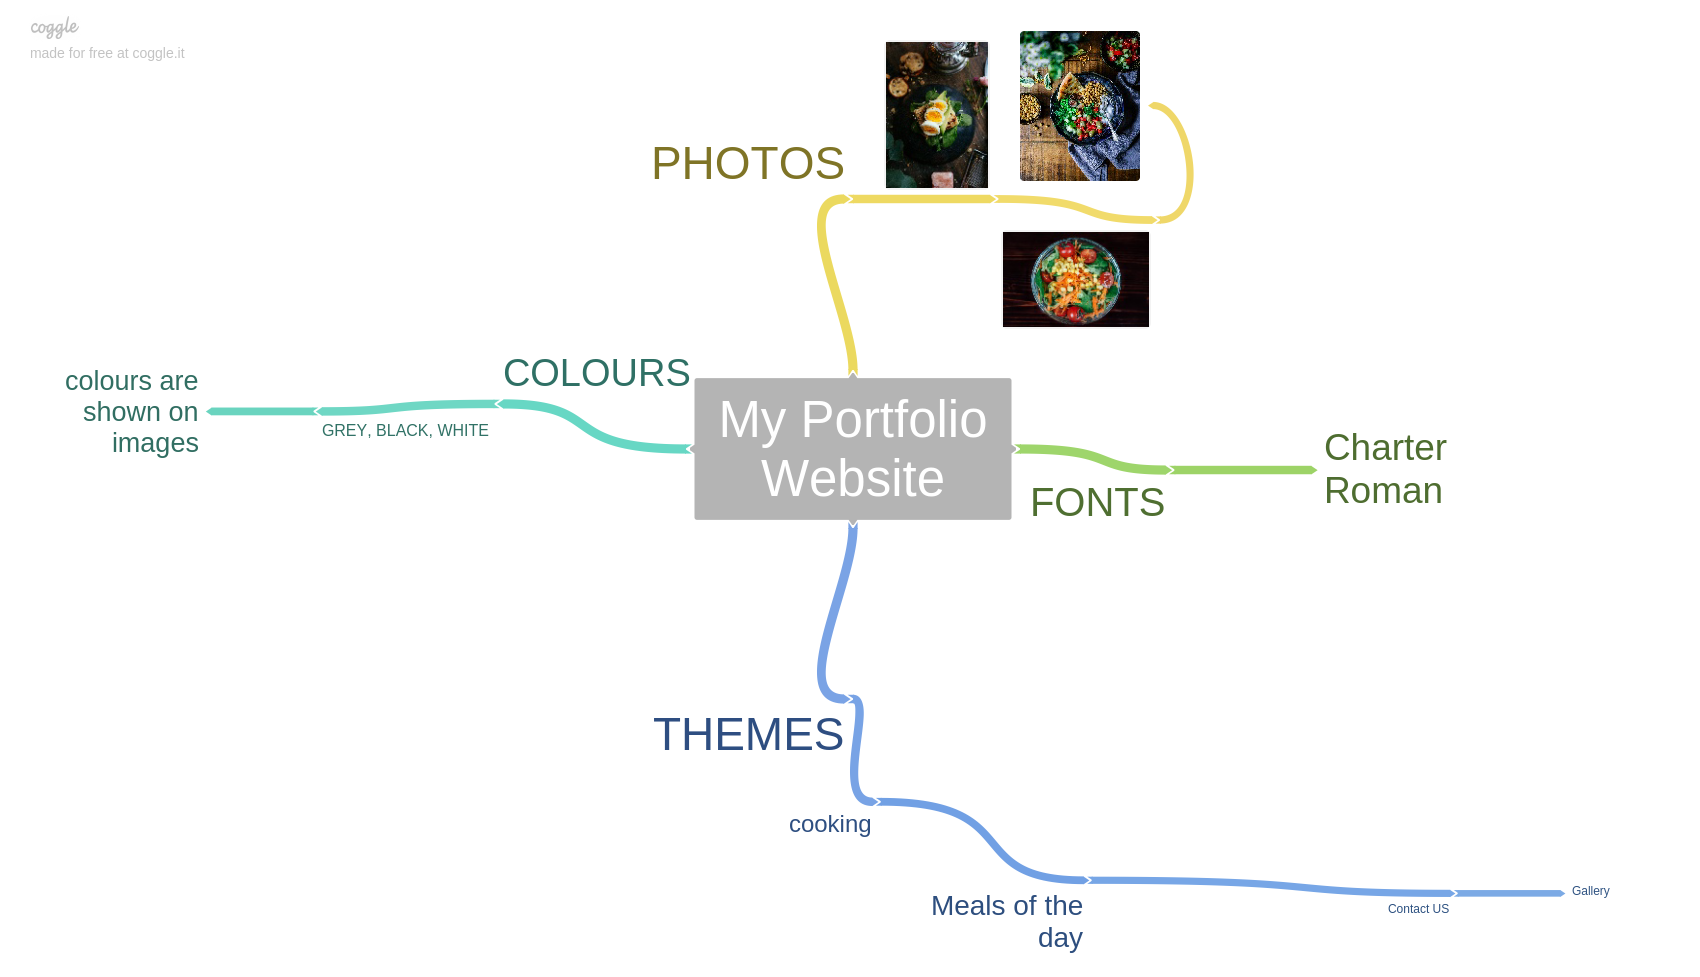 coggle
made for free at coggle.it
PHOTOS
COLOURS
colours are
shown on
images
GREY, BLACK, WHITE
My Portfolio
Website
Charter
Roman
FONTS
THEMES
cooking
Meals of the
day
Contact US
Gallery